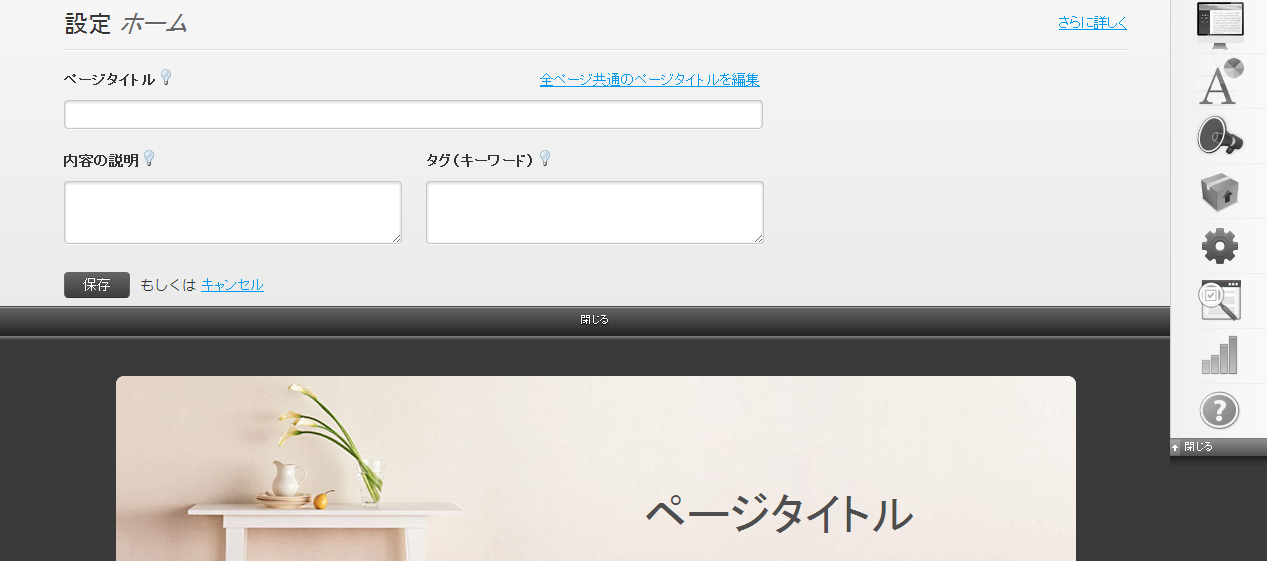 設定 ホーム
さらに詳しく
ページタイトル
全ページ共通のページタイトルを編集
内容の説明
タグ(キーワード)
保存 もしくは キャンセル
閉じる
A
?
閉じる
ページタイトル